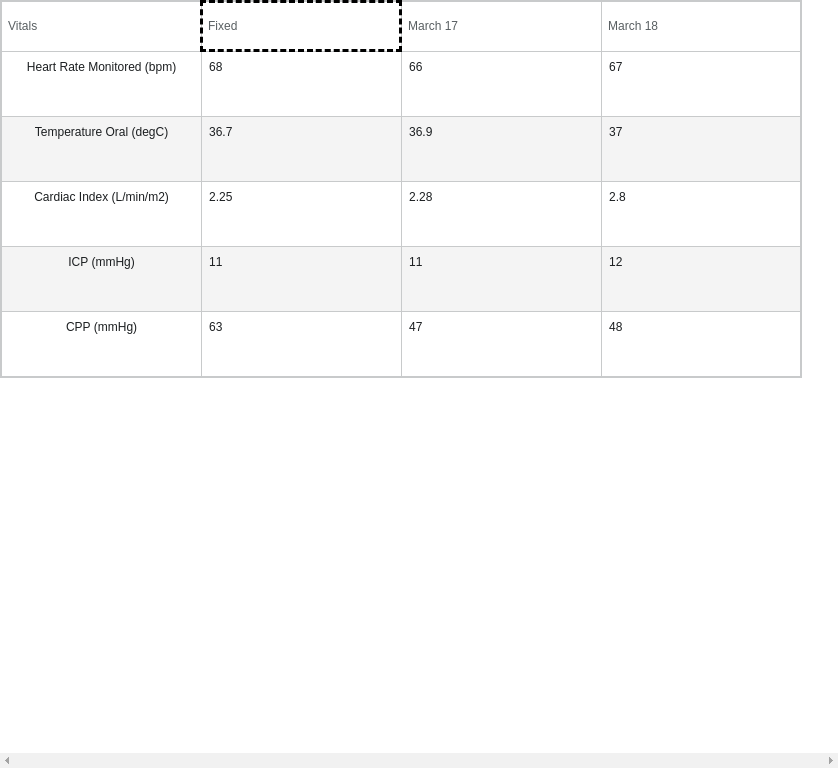 Vitals Fixed March 17 March 18
Heart Rate Monitored (bpm) 68 66 67
Temperature Oral (degC) 36.7 36.9 37
Cardiac Index (L/min/m2) 2.25 2.28 2.8
ICP (mmHg) 11 11 12
CPP (mmHg) 63 47 48